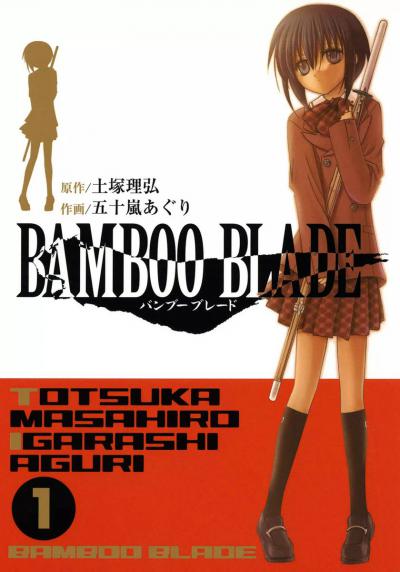 原作/土塚理弘
作画/五十嵐あぐり
BAMBOO BLADE
バンブーブレード
TOTSUKA
MASAHIRO
IGARASHI
AGURI
1
BAMBOO BLADE